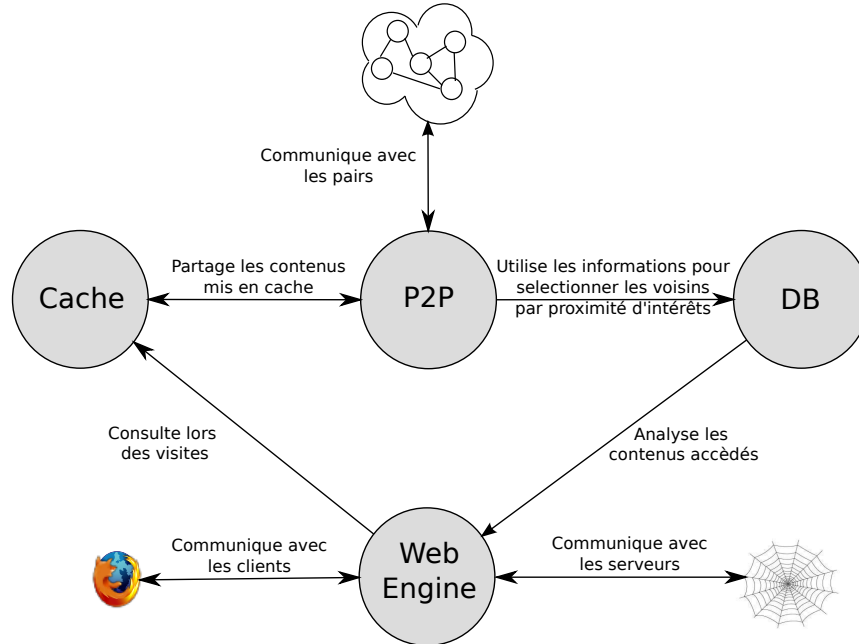 Communique avec
les pairs
Partage les contenus
mis en cache
Utilise les informations pour
selectionner les voisins
par proximité d'intérêts
Cache
P2P
DB
Consulte lors
des visites
Analyse les
contenus accèdés
Communique avec
les clients
Web
Engine
Communique avec
les serveurs